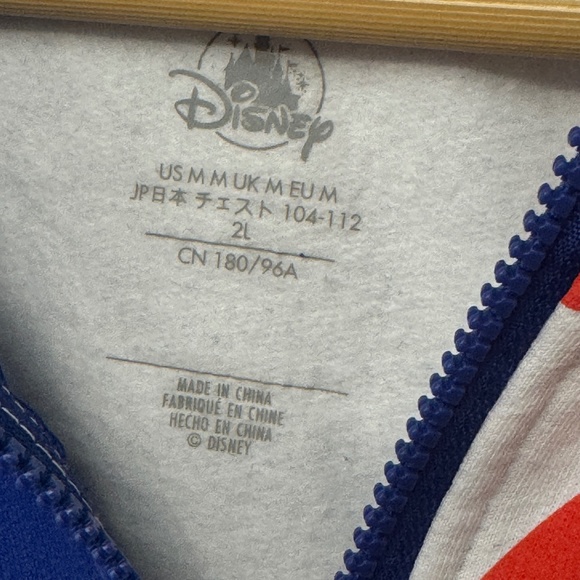 Disney
US M M UK M EU M
JP日本 チェスト 104-112
2L
CN 180/96A
MADE IN CHINA
FABRIQUÉ EN CHINE
HECHO EN CHINA
© DISNEY